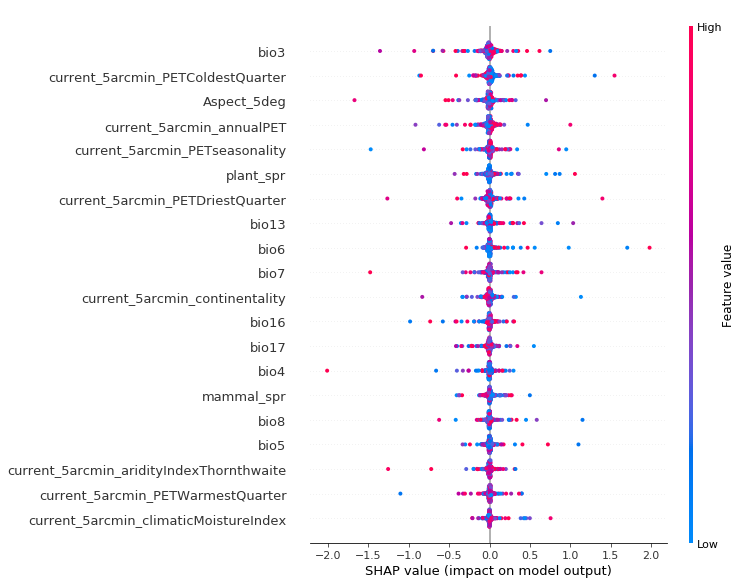 High
bio3
current_5arcmin_PETColdestQuarter
Aspect_5deg
current_5arcmin_annualPET
current_5arcmin_PETseasonality
plant_spr
current_5arcmin_PETDriestQuarter
bio13
bio6
bio7
current_5arcmin_continentality
bio16
bio17
bio4
mammal_spr
bio8
bio5
current_5arcmin_aridityIndexThornthwaite
current_5arcmin_PETWarmestQuarter
current_5arcmin_climaticMoistureIndex
Feature value
Low
−2.0 −1.5 −1.0 −0.5 0.0 0.5 1.0 1.5 2.0
SHAP value (impact on model output)